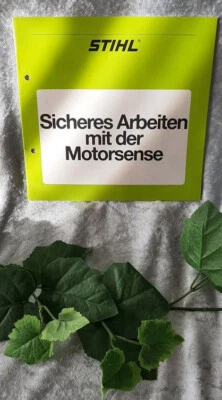 STIHL®
Sicheres Arbeiten
mit der
Motorsense